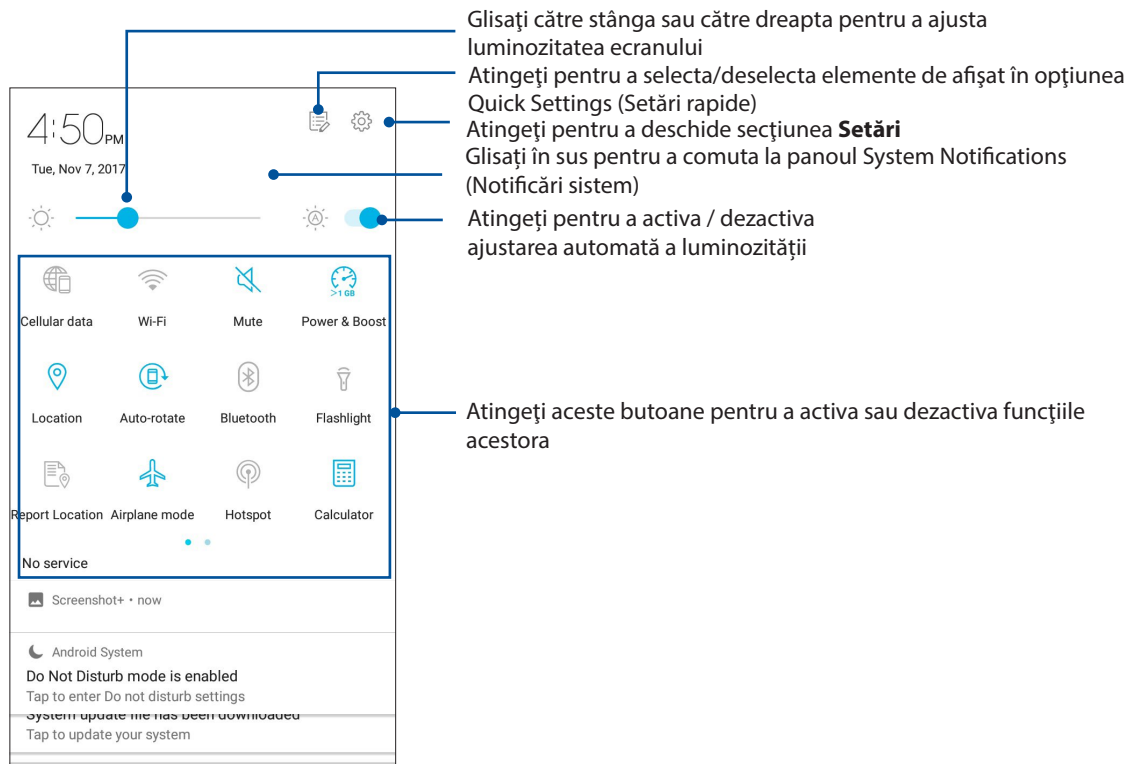 Glisaţi către stânga sau către dreapta pentru a ajusta
luminozitatea ecranului
Atingeţi pentru a selecta/deselecta elemente de afişat în opţiunea
Quick Settings (Setări rapide)
Atingeţi pentru a deschide secţiunea Setări
Glisați în sus pentru a comuta la panoul System Notifications
(Notificări sistem)
Atingeți pentru a activa / dezactiva
ajustarea automată a luminozității
Atingeţi aceste butoane pentru a activa sau dezactiva funcţiile
acestora
4:50 PM
Tue, Nov 7, 2017
A
>1 GB
Cellular data Wi-Fi Mute Power & Boost
Location Auto-rotate Bluetooth Flashlight
Report Location Airplane mode Hotspot Calculator
No service
Screenshot+ • now
Android System
Do Not Disturb mode is enabled
Tap to enter Do not disturb settings
System update file has been downloaded
Tap to update your system